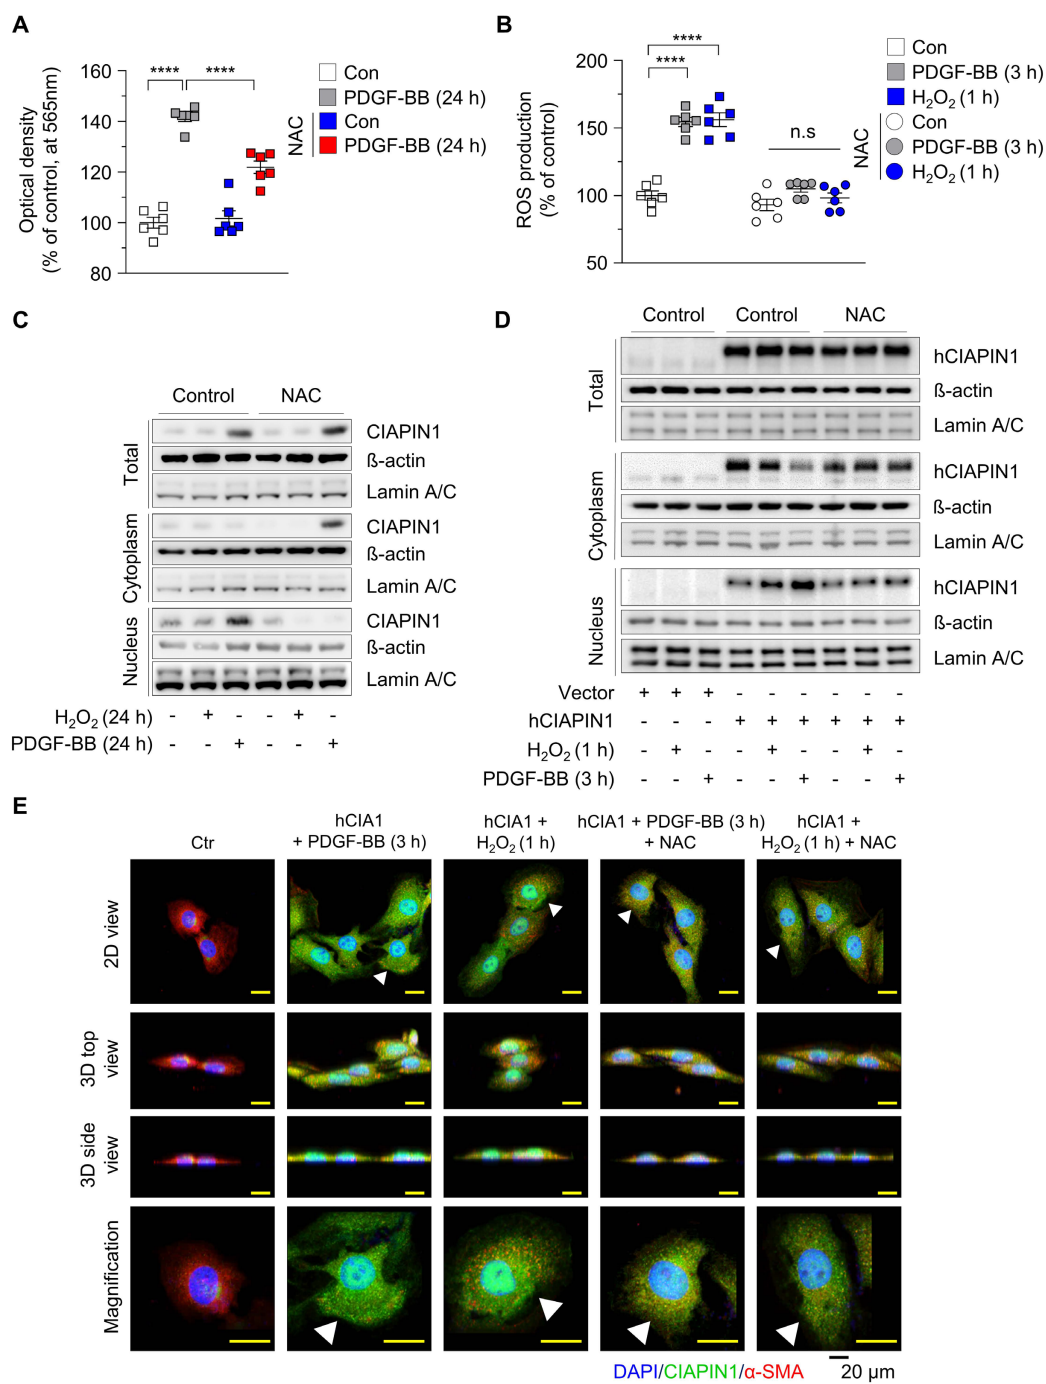 A
160
140
120
100
80
Optical density
(% of control, at 565nm)
****
****
Con
PDGF-BB (24 h)
NAC
Con
PDGF-BB (24 h)
B
200
150
100
50
ROS production
(% of control)
****
****
n.s
Con
PDGF-BB (3 h)
H2O2 (1 h)
NAC
Con
PDGF-BB (3 h)
H2O2 (1 h)
C
Control NAC
Total
CIAPIN1
ß-actin
Lamin A/C
Cytoplasm
CIAPIN1
ß-actin
Lamin A/C
Nucleus
CIAPIN1
ß-actin
Lamin A/C
H2O2 (24 h) - + - - + -
PDGF-BB (24 h) - - + - - +
D
Control Control NAC
Total
hCIAPIN1
ß-actin
Lamin A/C
Cytoplasm
hCIAPIN1
ß-actin
Lamin A/C
Nucleus
hCIAPIN1
ß-actin
Lamin A/C
Vector + + + - - - - - -
hCIAPIN1 - - - + + + + + +
H2O2 (1 h) - + - - + - - + -
PDGF-BB (3 h) - - + - - + - - +
E
Ctr
hCIA1
+ PDGF-BB (3 h)
hCIA1 +
H2O2 (1 h)
hCIA1 + PDGF-BB (3 h)
+ NAC
hCIA1 +
H2O2 (1 h) + NAC
2D view
3D top
view
3D side
view
Magnification
DAPI/CIAPIN1/α-SMA
20 µm